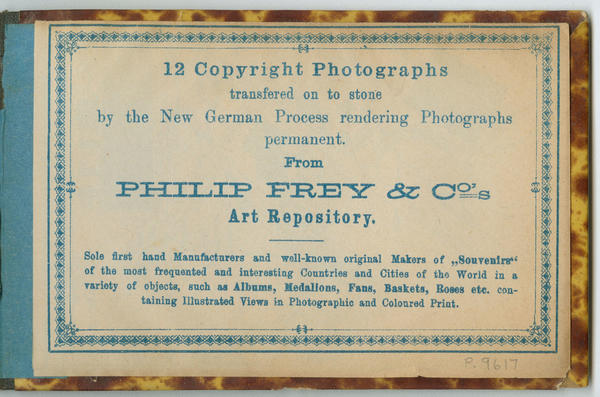 12 Copyright Photographs
transfered on to stone
by the New German Process rendering Photographs
permanent.
From
PHILIP FREY & Co's
Art Repository.
Sole first hand Manufacturers and well-known original Makers of „Souvenirs“
of the most frequented and interesting Countries and Cities of the World in a
variety of objects, such as Albums, Medallons, Fans, Baskets, Roses etc. con-
taining Illustrated Views in Photographic and Coloured Print.
P. 9617